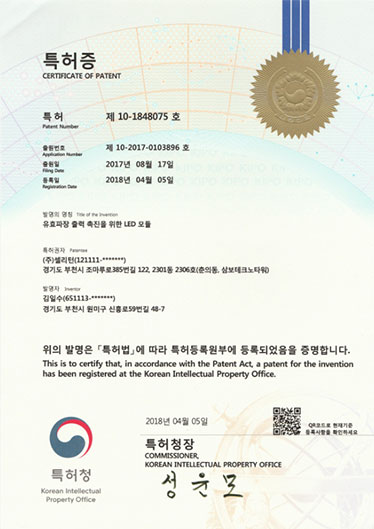 특허증
CERTIFICATE OF PATENT
특허 제 10-1848075 호
Patent Number
출원번호 제 10-2017-0103896 호
Application Number
출원일 2017년 08월 17일
Filing Date
등록일 2018년 04월 05일
Registration Date
발명의 명칭 Title of the Invention
유효파장 출력 촉진을 위한 LED 모듈
특허권자 Patentee
(주)셀리턴(121111-*******)
경기도 부천시 조마루로385번길 122, 2301동 2306호(춘의동, 삼보테크노타워)
발명자 Inventor
김일수(651113-*******)
경기도 부천시 원미구 신흥로59번길 48-7
위의 발명은 「특허법」에 따라 특허등록원부에 등록되었음을 증명합니다.
This is to certify that, in accordance with the Patent Act, a patent for the invention
has been registered at the Korean Intellectual Property Office.
2018년 04월 05일
QR코드로 현재기준
등록사항을 확인하세요
특허청장
COMMISSIONER,
KOREAN INTELLECTUAL PROPERTY OFFICE
성윤모
특허청
Korean Intellectual
Property Office